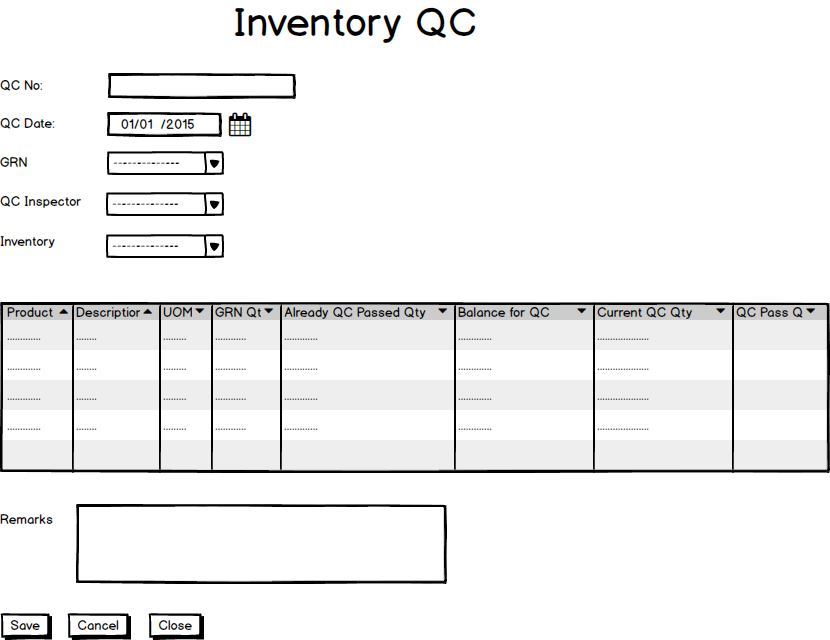 Inventory QC
QC No:
QC Date: 01/01 /2015
GRN --------------
QC Inspector --------------
Inventory --------------
Product Descriptior UOM GRN Qt Already QC Passed Qty Balance for QC Current QC Qty QC Pass Q
............. ........ ......... ............ ............. ............. ....................
............. ........ ......... ............ ............. ............. ....................
............. ........ ......... ............ ............. ............. ....................
............. ........ ......... ............ ............. ............. ....................
Remarks
Save Cancel Close